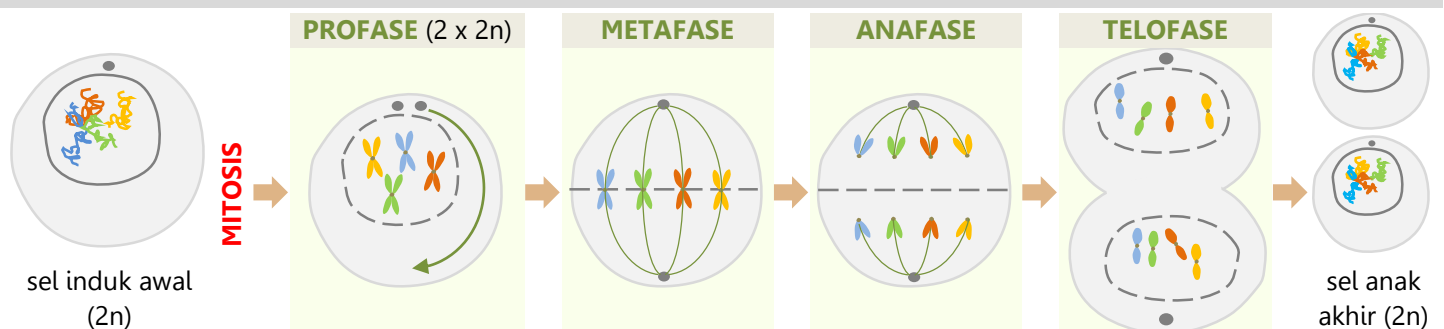 PROFASE (2 x 2n)
METAFASE
ANAFASE
TELOFASE
MITOSIS
sel induk awal
(2n)
sel anak
akhir (2n)